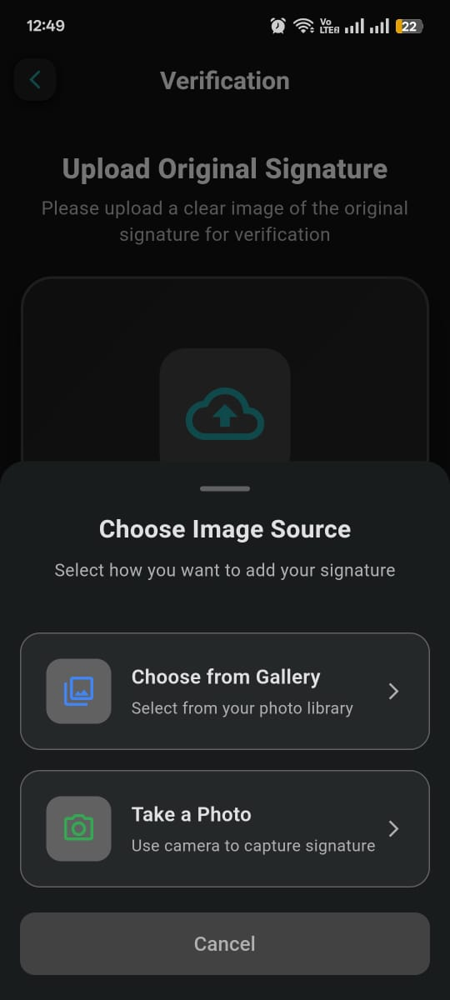 12:49
Vo
LTE
22
Verification
Upload Original Signature
Please upload a clear image of the original
signature for verification
Choose Image Source
Select how you want to add your signature
Choose from Gallery
Select from your photo library
Take a Photo
Use camera to capture signature
Cancel